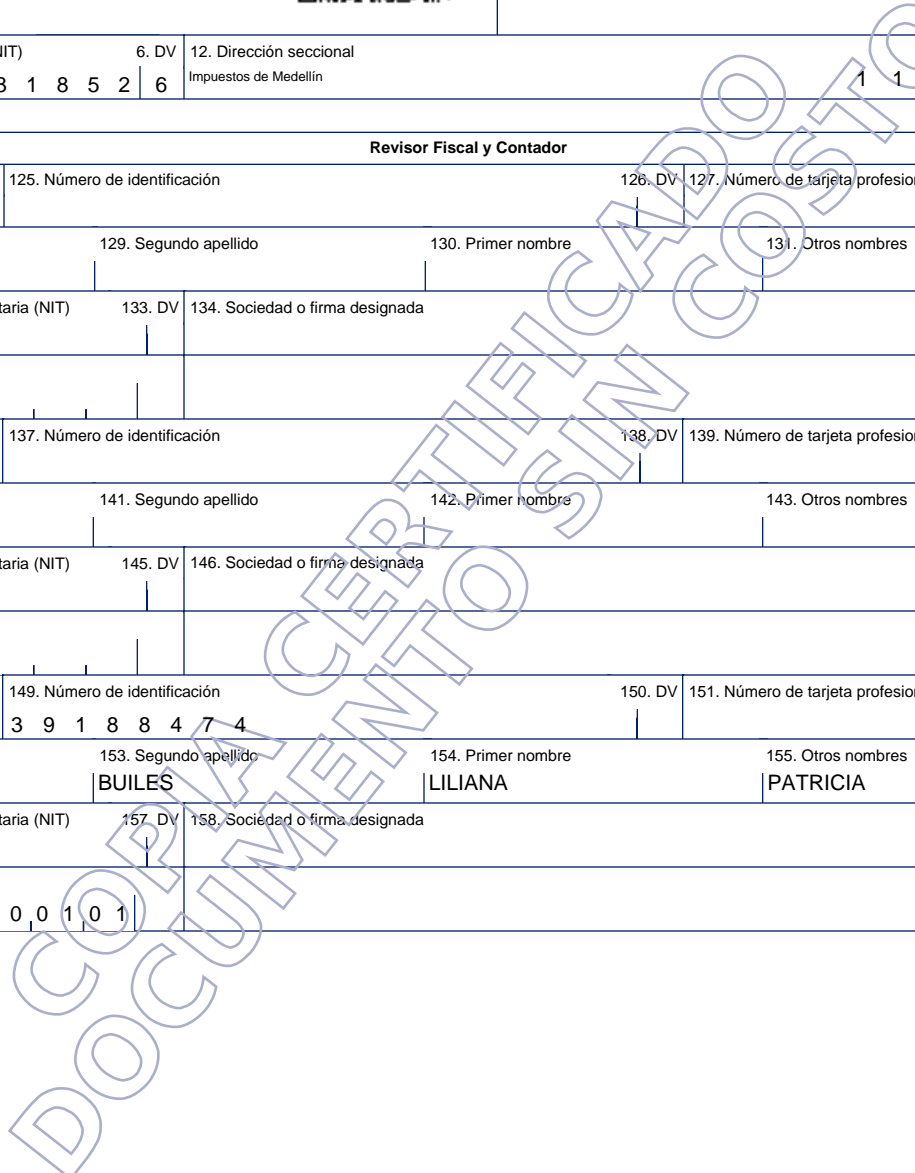 NIT) 6. DV 12. Dirección seccional
3 1 8 5 2 6 Impuestos de Medellín 1 1
Revisor Fiscal y Contador
125. Número de identificación 126. DV 127. Número de tarjeta profesion
129. Segundo apellido 130. Primer nombre 131. Otros nombres
taria (NIT) 133. DV 134. Sociedad o firma designada
137. Número de identificación 138. DV 139. Número de tarjeta profesion
141. Segundo apellido 142. Primer nombre 143. Otros nombres
taria (NIT) 145. DV 146. Sociedad o firma designada
149. Número de identificación 150. DV 151. Número de tarjeta profesion
3 9 1 8 8 4 7 4
153. Segundo apellido 154. Primer nombre 155. Otros nombres
BUILES LILIANA PATRICIA
taria (NIT) 157. DV 158. Sociedad o firma designada
0 0 1 0 1
COPIA CERTIFICADO
DOCUMENTO SIN COSTO